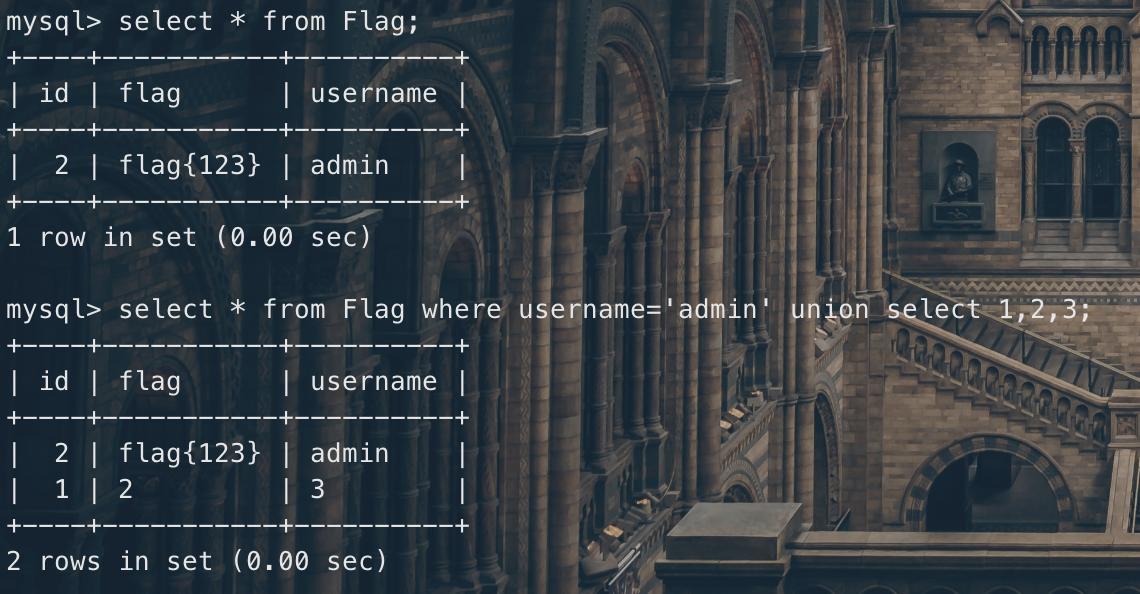 mysql> select * from Flag;
+----+-----------+----------+
| id | flag      | username |
+----+-----------+----------+
|  2 | flag{123} | admin    |
+----+-----------+----------+
1 row in set (0.00 sec)
mysql> select * from Flag where username='admin' union select 1,2,3;
+----+-----------+----------+
| id | flag      | username |
+----+-----------+----------+
|  2 | flag{123} | admin    |
|  1 | 2         | 3        |
+----+-----------+----------+
2 rows in set (0.00 sec)